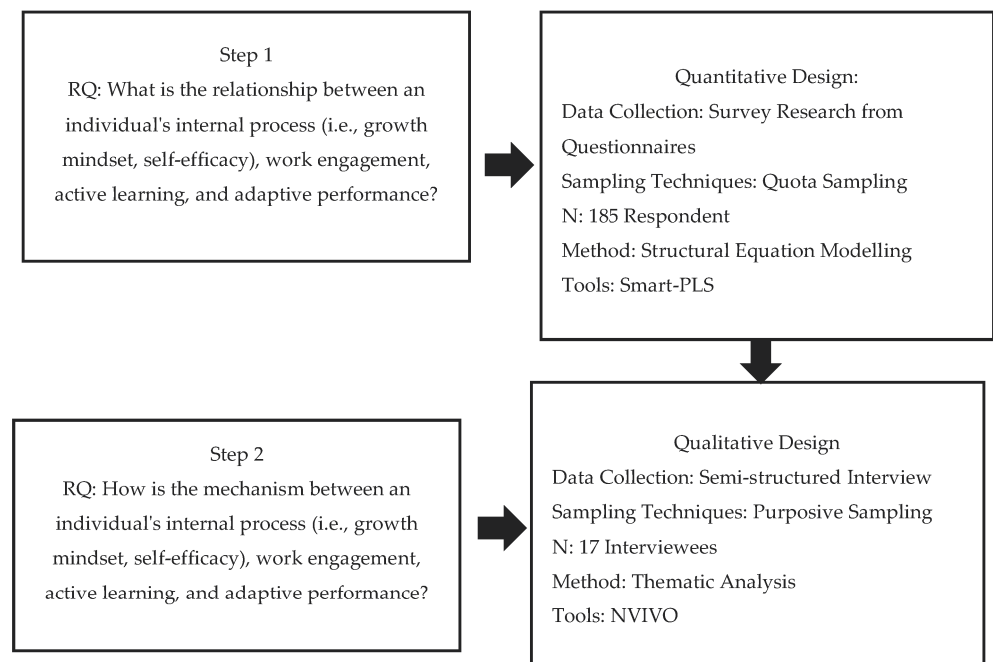 Step 1
RQ: What is the relationship between an
individual's internal process (i.e., growth
mindset, self-efficacy), work engagement,
active learning, and adaptive performance?
Quantitative Design:
Data Collection: Survey Research from
Questionnaires
Sampling Techniques: Quota Sampling
N: 185 Respondent
Method: Structural Equation Modelling
Tools: Smart-PLS
Step 2
RQ: How is the mechanism between an
individual's internal process (i.e., growth
mindset, self-efficacy), work engagement,
active learning, and adaptive performance?
Qualitative Design
Data Collection: Semi-structured Interview
Sampling Techniques: Purposive Sampling
N: 17 Interviewees
Method: Thematic Analysis
Tools: NVIVO